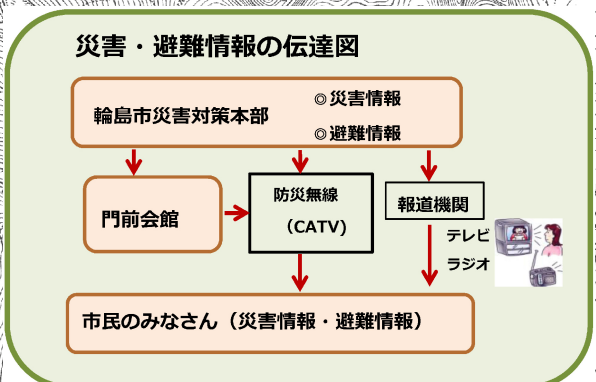 災害・避難情報の伝達図
輪島市災害対策本部
◎災害情報
◎避難情報
門前会館
防災無線
（CATV)
報道機関
テレビ
ラジオ
市民のみなさん（災害情報・避難情報）